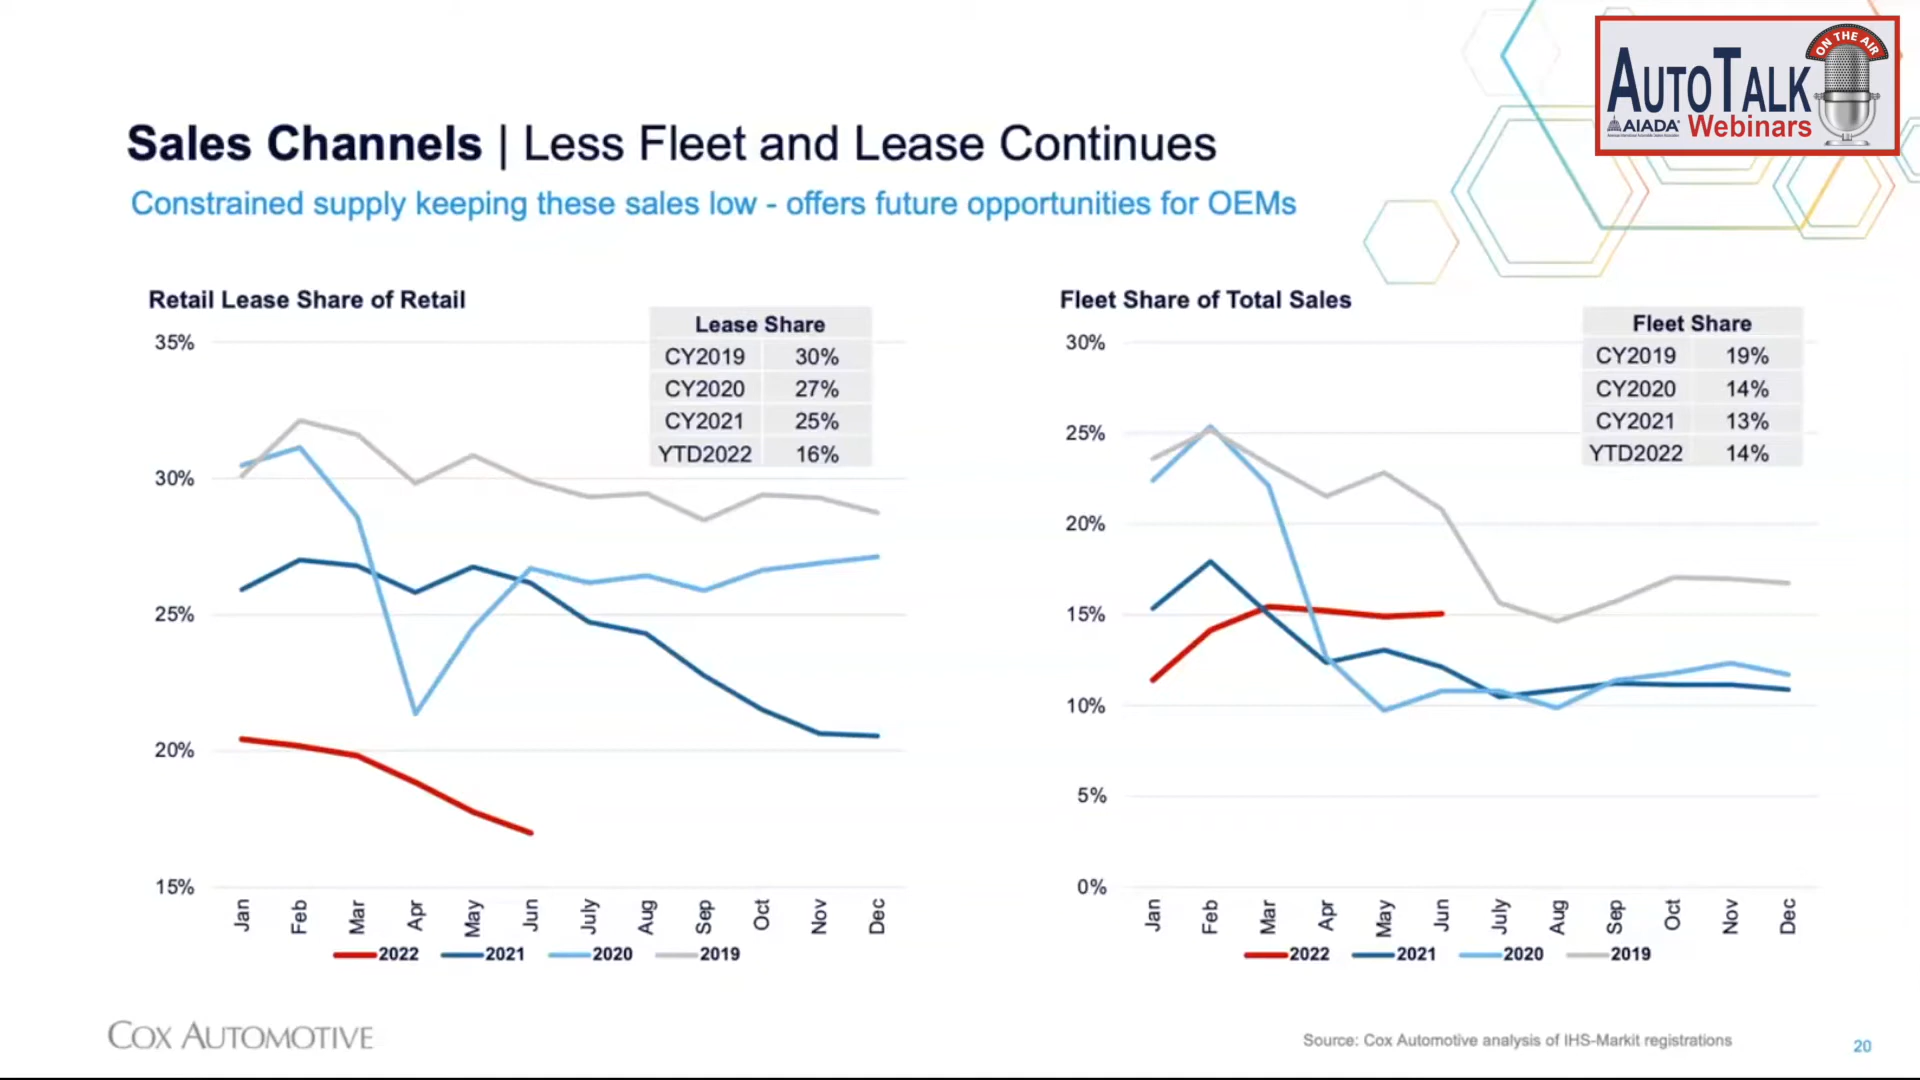 ON THE AIR
AUTOTALK
AIADA
Webinars
Sales Channels | Less Fleet and Lease Continues
Constrained supply keeping these sales low - offers future opportunities for OEMs
Retail Lease Share of Retail
Lease Share
CY2019 30%
CY2020 27%
CY2021 25%
YTD2022 16%
35%
30%
25%
20%
15%
Jan Feb Mar Apr May Jun July Aug Sep Oct Nov Dec
2022 2021 2020 2019
Fleet Share of Total Sales
Fleet Share
CY2019 19%
CY2020 14%
CY2021 13%
YTD2022 14%
30%
25%
20%
15%
10%
5%
0%
Jan Feb Mar Apr May Jun July Aug Sep Oct Nov Dec
2022 2021 2020 2019
COX AUTOMOTIVE
Source: Cox Automotive analysis of IHS-Markit registrations
20